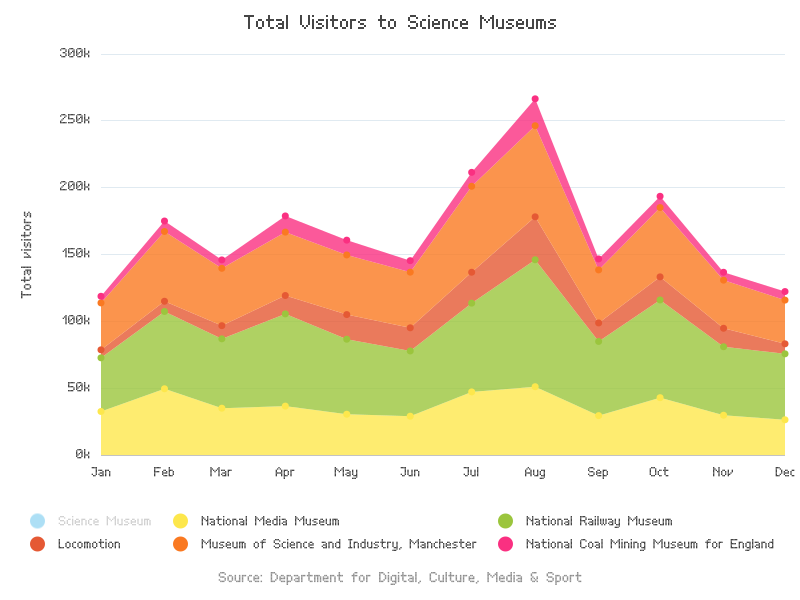 Total Visitors to Science Museums
300k
250k
200k
150k
100k
50k
0k
Total visitors
Jan Feb Mar Apr May Jun Jul Aug Sep Oct Nov Dec
Science Museum National Media Museum National Railway Museum
Locomotion Museum of Science and Industry, Manchester National Coal Mining Museum for England
Source: Department for Digital, Culture, Media & Sport